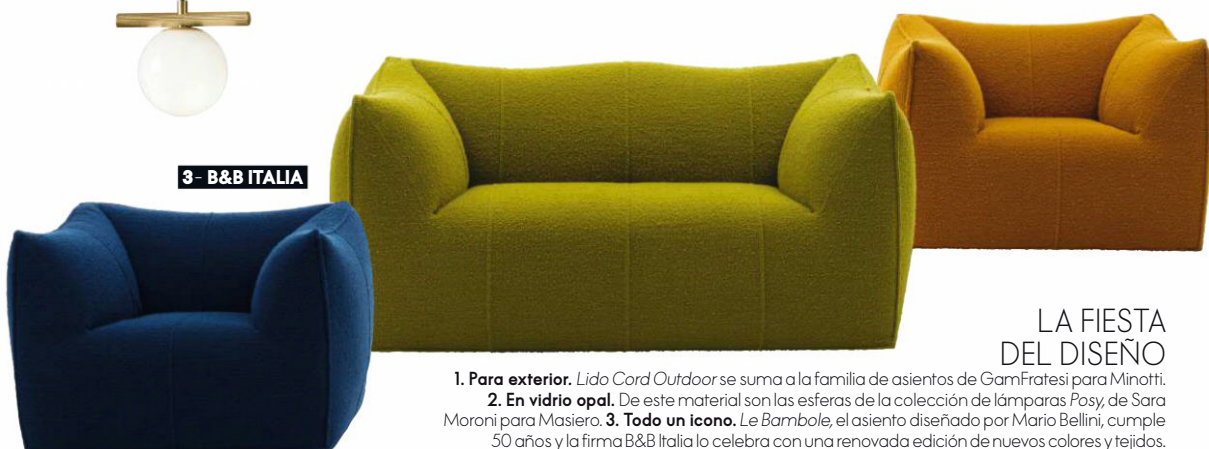 3- B&B ITALIA
LA FIESTA
DEL DISEÑO
1. Para exterior. Lido Cord Outdoor se suma a la familia de asientos de GamFratesi para Minotti.
2. En vidrio opal. De este material son las esferas de la colección de lámparas Posy, de Sara
Moroni para Masiero. 3. Todo un icono. Le Bambole, el asiento diseñado por Mario Bellini, cumple
50 años y la firma B&B Italia lo celebra con una renovada edición de nuevos colores y tejidos.